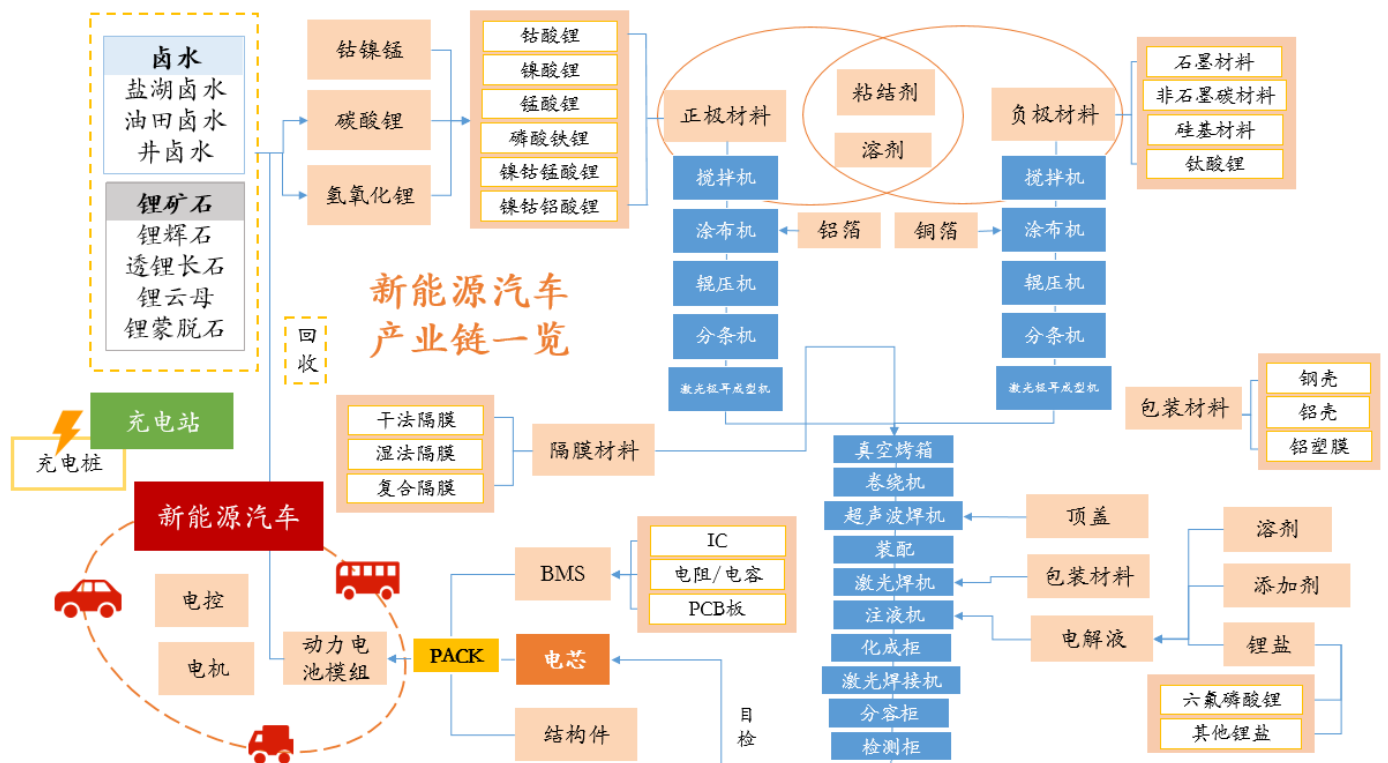 卤水
盐湖卤水
油田卤水
井卤水
锂矿石
锂辉石
透锂长石
锂云母
锂蒙脱石
钴镍锰
碳酸锂
氢氧化锂
钴酸锂
镍酸锂
锰酸锂
磷酸铁锂
镍钴锰酸锂
镍钴铝酸锂
正极材料
粘结剂
溶剂
负极材料
石墨材料
非石墨碳材料
硅基材料
钛酸锂
搅拌机
涂布机
辊压机
分条机
激光极耳成型机
铝箔
铜箔
搅拌机
涂布机
辊压机
分条机
激光极耳成型机
新能源汽车
产业链一览
回
收
充电站
充电桩
新能源汽车
干法隔膜
湿法隔膜
复合隔膜
隔膜材料
包装材料
钢壳
铝壳
铝塑膜
真空烤箱
卷绕机
超声波焊机
装配
激光焊机
注液机
化成柜
激光焊接机
分容柜
检测柜
顶盖
包装材料
电解液
溶剂
添加剂
锂盐
六氟磷酸锂
其他锂盐
BMS
IC
电阻/电容
PCB板
电控
电机
动力电
池模组
PACK
电芯
结构件
目
检